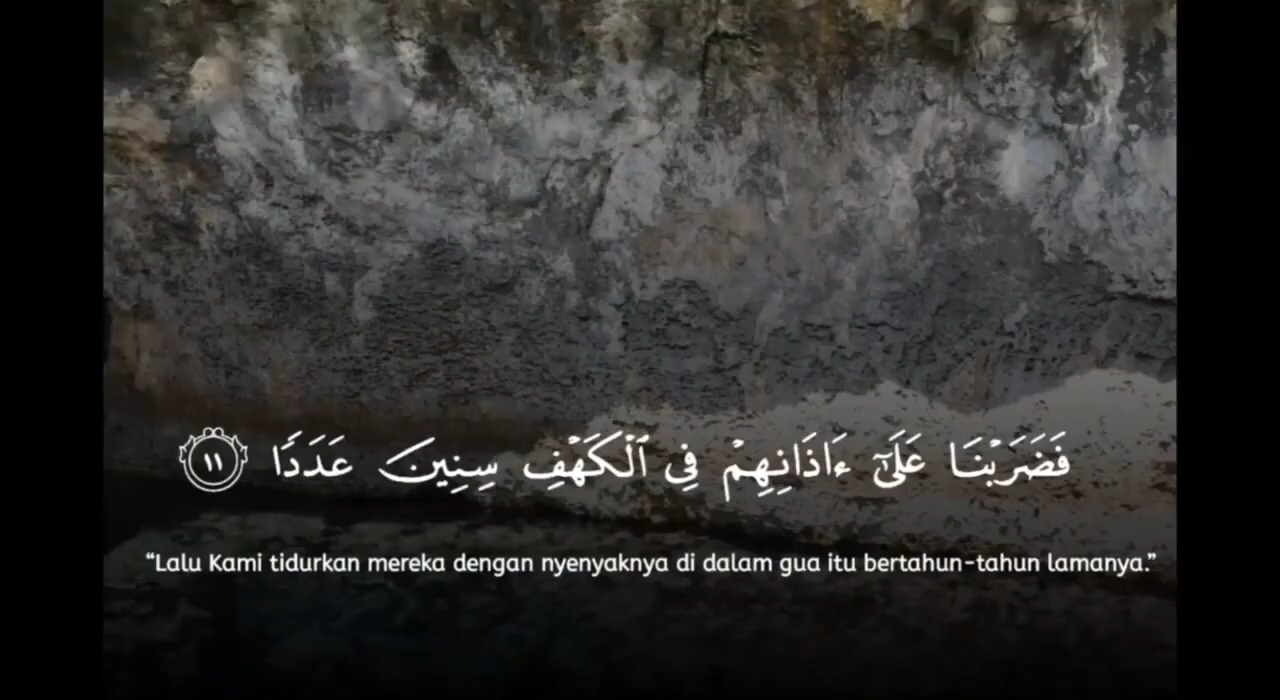 فَضَرَبْنَا عَلَىٰٓ ءَاذَانِهِمْ فِى ٱلْكَهْفِ سِنِينَ عَدَدًا ١١
“Lalu Kami tidurkan mereka dengan nyenyaknya di dalam gua itu bertahun-tahun lamanya.”